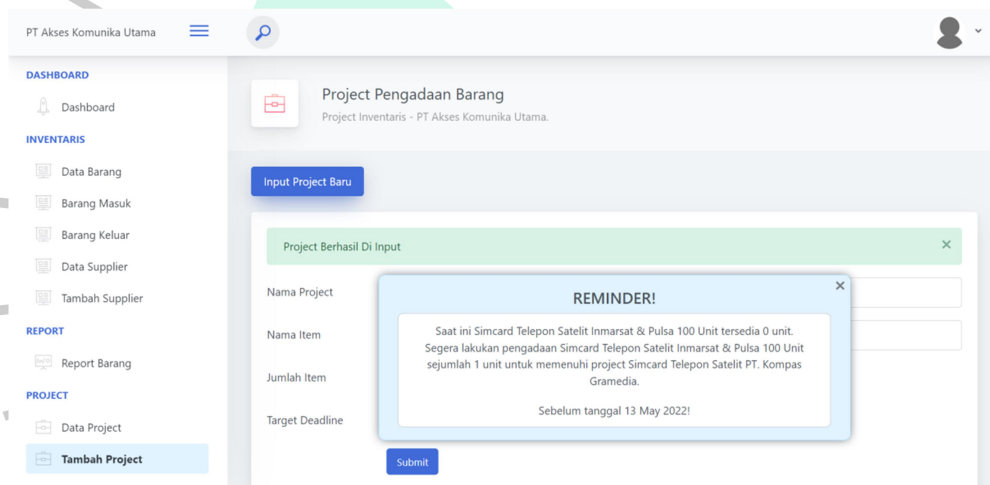 PT Akses Komunika Utama
DASHBOARD
Dashboard
INVENTARIS
Data Barang
Barang Masuk
Barang Keluar
Data Supplier
Tambah Supplier
REPORT
Report Barang
PROJECT
Data Project
Tambah Project
Project Pengadaan Barang
Project Inventaris - PT Akses Komunika Utama.
Input Project Baru
Project Berhasil Di Input
×
Nama Project
Nama Item
Jumlah Item
Target Deadline
×
REMINDER!
Saat ini Simcard Telepon Satelit Inmarsat & Pulsa 100 Unit tersedia 0 unit.
Segera lakukan pengadaan Simcard Telepon Satelit Inmarsat & Pulsa 100 Unit
sejumlah 1 unit untuk memenuhi project Simcard Telepon Satelit PT. Kompas
Gramedia.
Sebelum tanggal 13 May 2022!
Submit